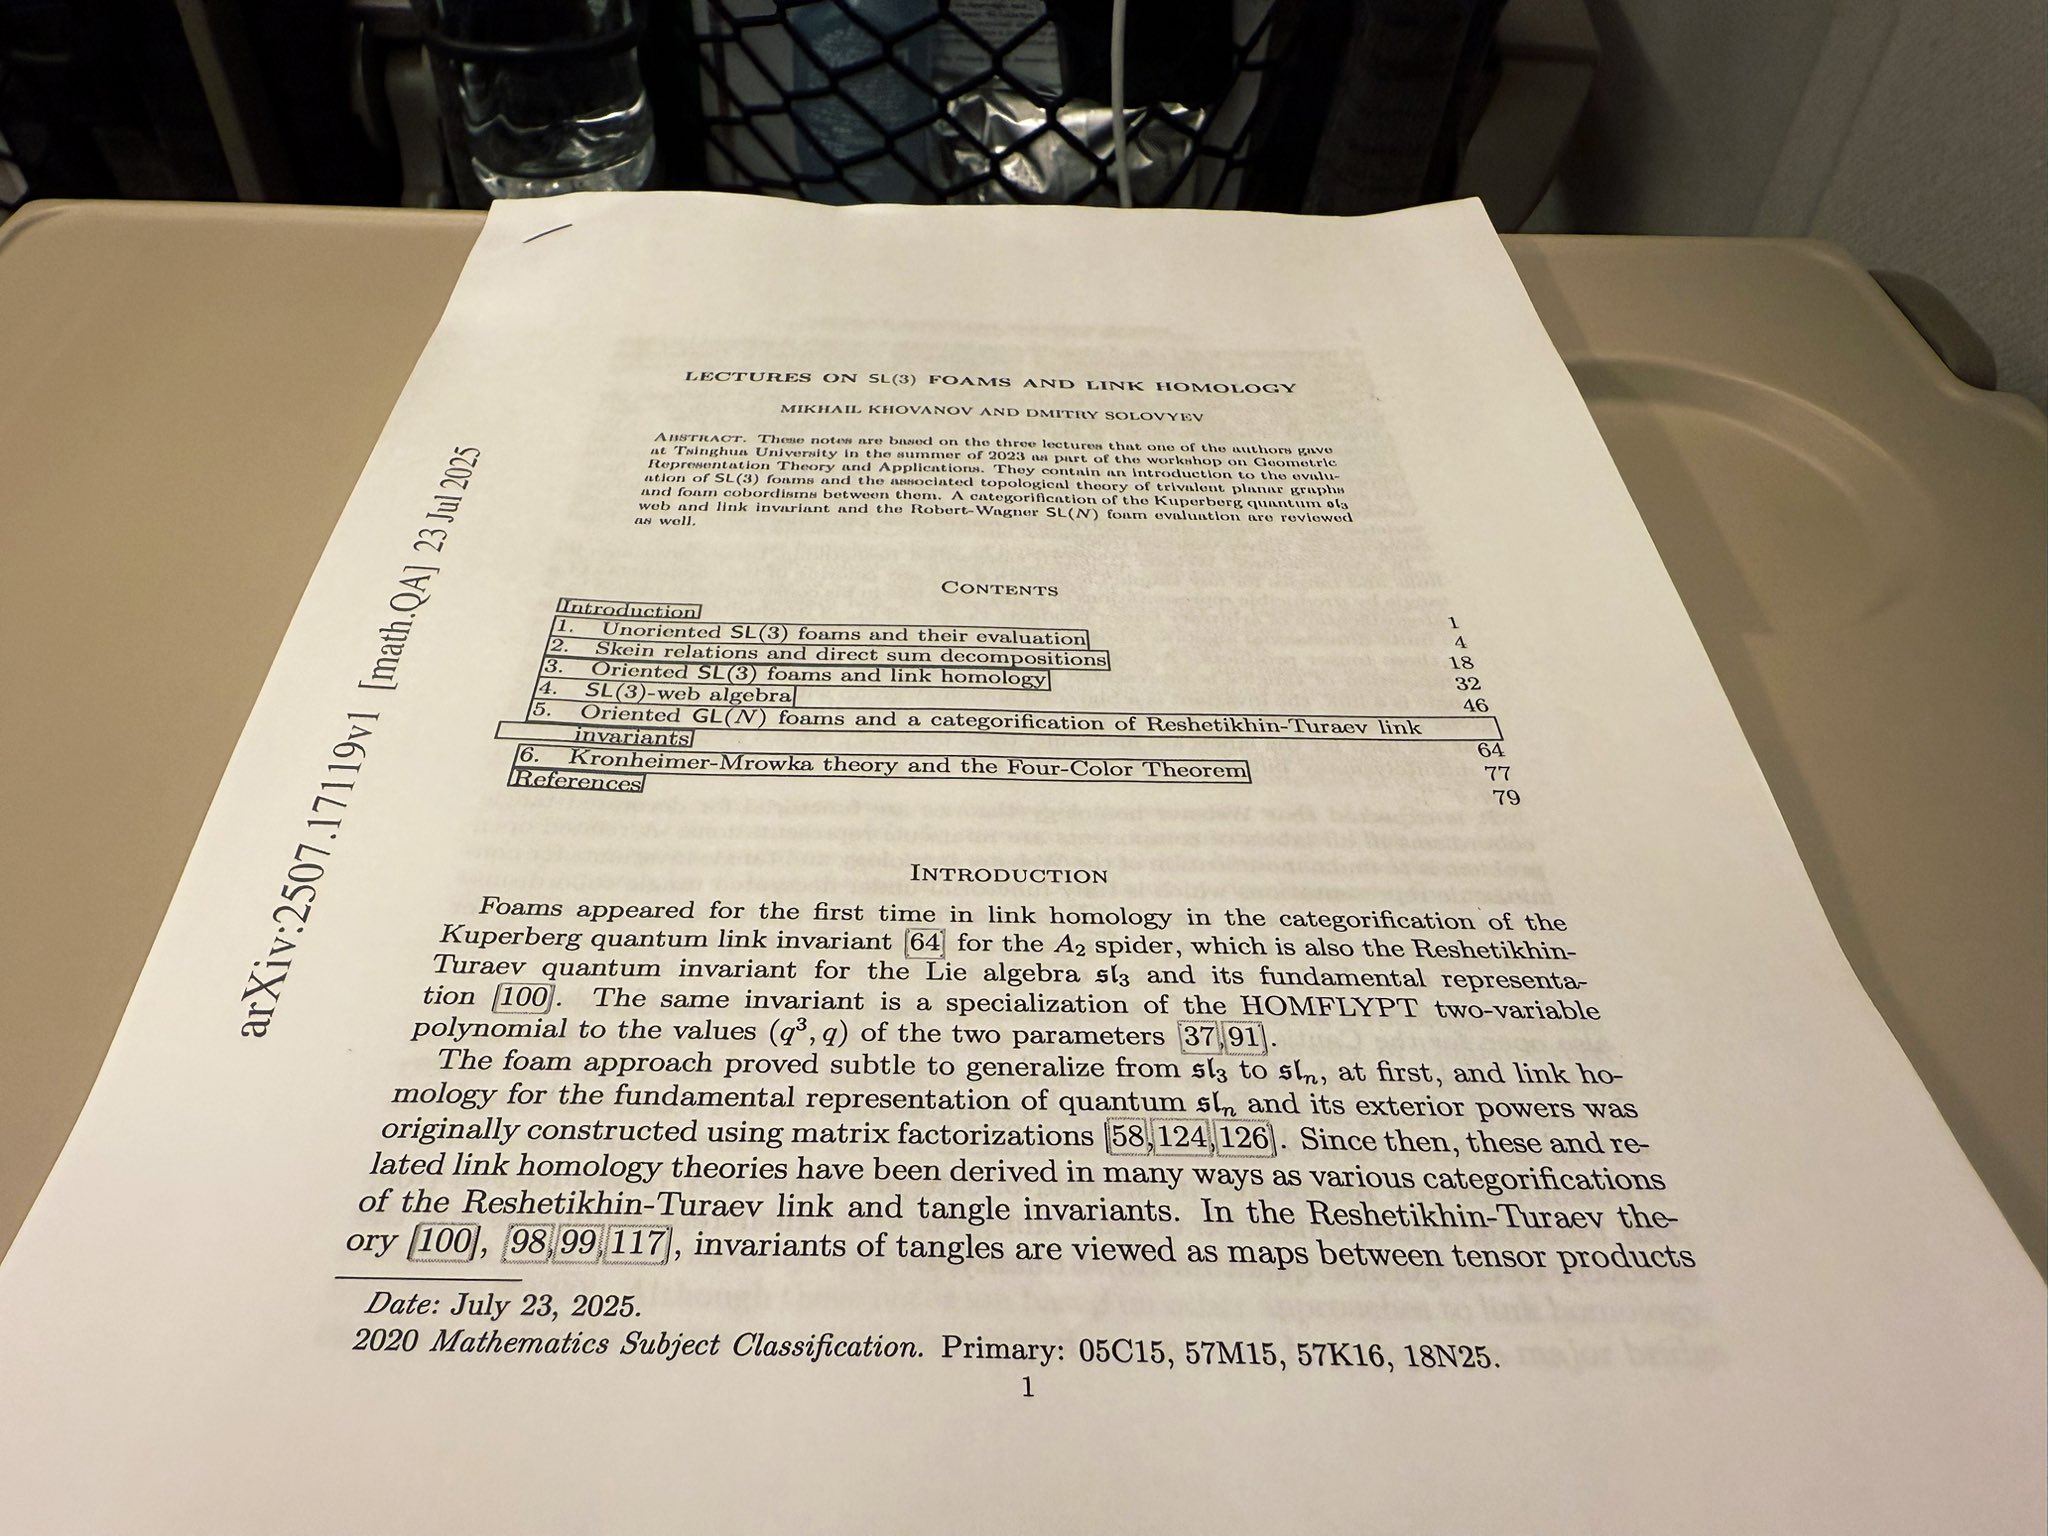 LECTURES ON SL(3) FOAMS AND LINK HOMOLOGY
MIKHAIL KHOVANOV AND DMITRY SOLOVYEV
ABSTRACT. These notes are based on the three lectures that one of the authors gave
at Tsinghua University in the summer of 2023 as part of the workshop on Geometric
Representation Theory and Applications. They contain an introduction to the evalu-
ation of SL(3) foams and the associated topological theory of trivalent planar graphs
and foam cobordisms between them. A categorification of the Kuperberg quantum 𝔰𝔩₃
web and link invariant and the Robert-Wagner SL(N) foam evaluation are reviewed
as well.
arXiv:2507.17119v1 [math.QA] 23 Jul 2025
CONTENTS
Introduction 1
1. Unoriented SL(3) foams and their evaluation 4
2. Skein relations and direct sum decompositions 18
3. Oriented SL(3) foams and link homology 32
4. SL(3)-web algebra 46
5. Oriented GL(N) foams and a categorification of Reshetikhin-Turaev link
invariants 64
6. Kronheimer-Mrowka theory and the Four-Color Theorem 77
References 79
INTRODUCTION
Foams appeared for the first time in link homology in the categorification of the
Kuperberg quantum link invariant [64] for the A₂ spider, which is also the Reshetikhin-
Turaev quantum invariant for the Lie algebra 𝔰𝔩₃ and its fundamental representa-
tion [100]. The same invariant is a specialization of the HOMFLYPT two-variable
polynomial to the values (q³, q) of the two parameters [37,91].
The foam approach proved subtle to generalize from 𝔰𝔩₃ to 𝔰𝔩ₙ, at first, and link ho-
mology for the fundamental representation of quantum 𝔰𝔩ₙ and its exterior powers was
originally constructed using matrix factorizations [58,124,126]. Since then, these and re-
lated link homology theories have been derived in many ways as various categorifications
of the Reshetikhin-Turaev link and tangle invariants. In the Reshetikhin-Turaev the-
ory [100], [98,99,117], invariants of tangles are viewed as maps between tensor products
Date: July 23, 2025.
2020 Mathematics Subject Classification. Primary: 05C15, 57M15, 57K16, 18N25.
1